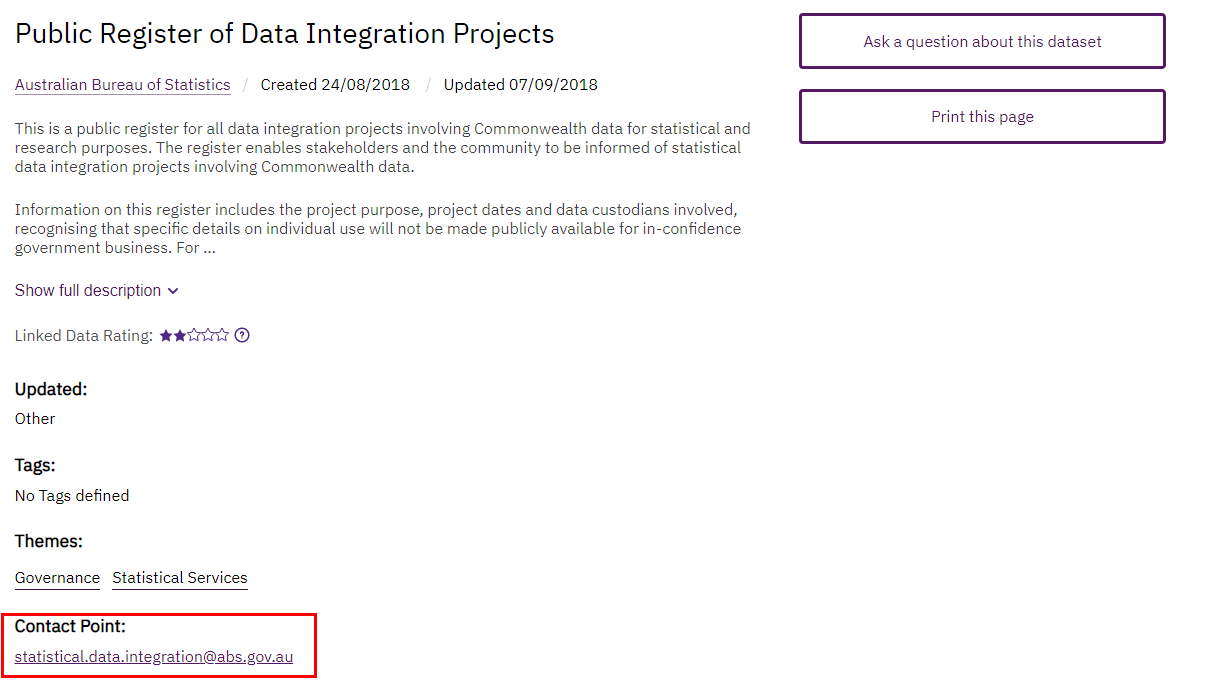 Public Register of Data Integration Projects
Ask a question about this dataset
Print this page
Australian Bureau of Statistics / Created 24/08/2018 / Updated 07/09/2018
This is a public register for all data integration projects involving Commonwealth data for statistical and
research purposes. The register enables stakeholders and the community to be informed of statistical
data integration projects involving Commonwealth data.
Information on this register includes the project purpose, project dates and data custodians involved,
recognising that specific details on individual use will not be made publicly available for in-confidence
government business. For ...
Show full description
Linked Data Rating: ★★☆☆☆ ?
Updated:
Other
Tags:
No Tags defined
Themes:
Governance Statistical Services
Contact Point:
statistical.data.integration@abs.gov.au